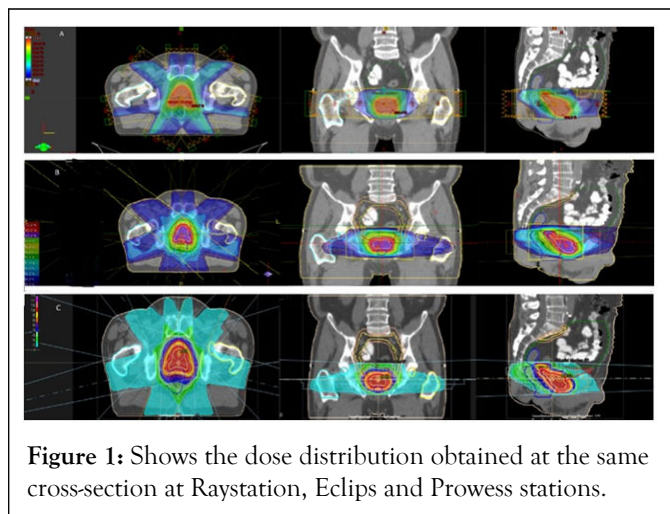 A
B
C
Figure 1: Shows the dose distribution obtained at the same
cross-section at Raystation, Eclips and Prowess stations.